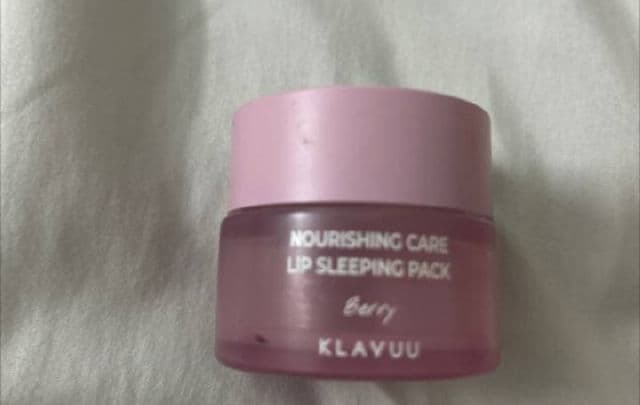 NOURISHING CARE
LIP SLEEPING PACK
Berry
KLAVUU